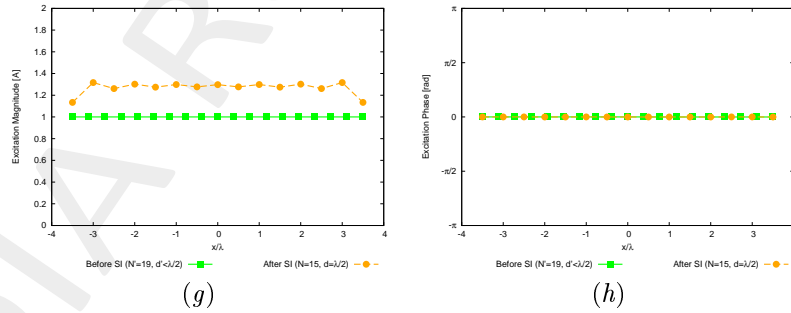 2
1.8
1.6
1.4
1.2
1
0.8
0.6
0.4
0.2
0
Excitation Magnitude [A]
-4 -3 -2 -1 0 1 2 3 4
x/λ
Before SI (N'=19, d'<λ/2)
After SI (N=15, d=λ/2)
(g)
π
π/2
0
-π/2
-π
Excitation Phase [rad]
-4 -3 -2 -1 0 1 2 3 4
x/λ
Before SI (N'=19, d'<λ/2)
After SI (N=15, d=λ/2)
(h)